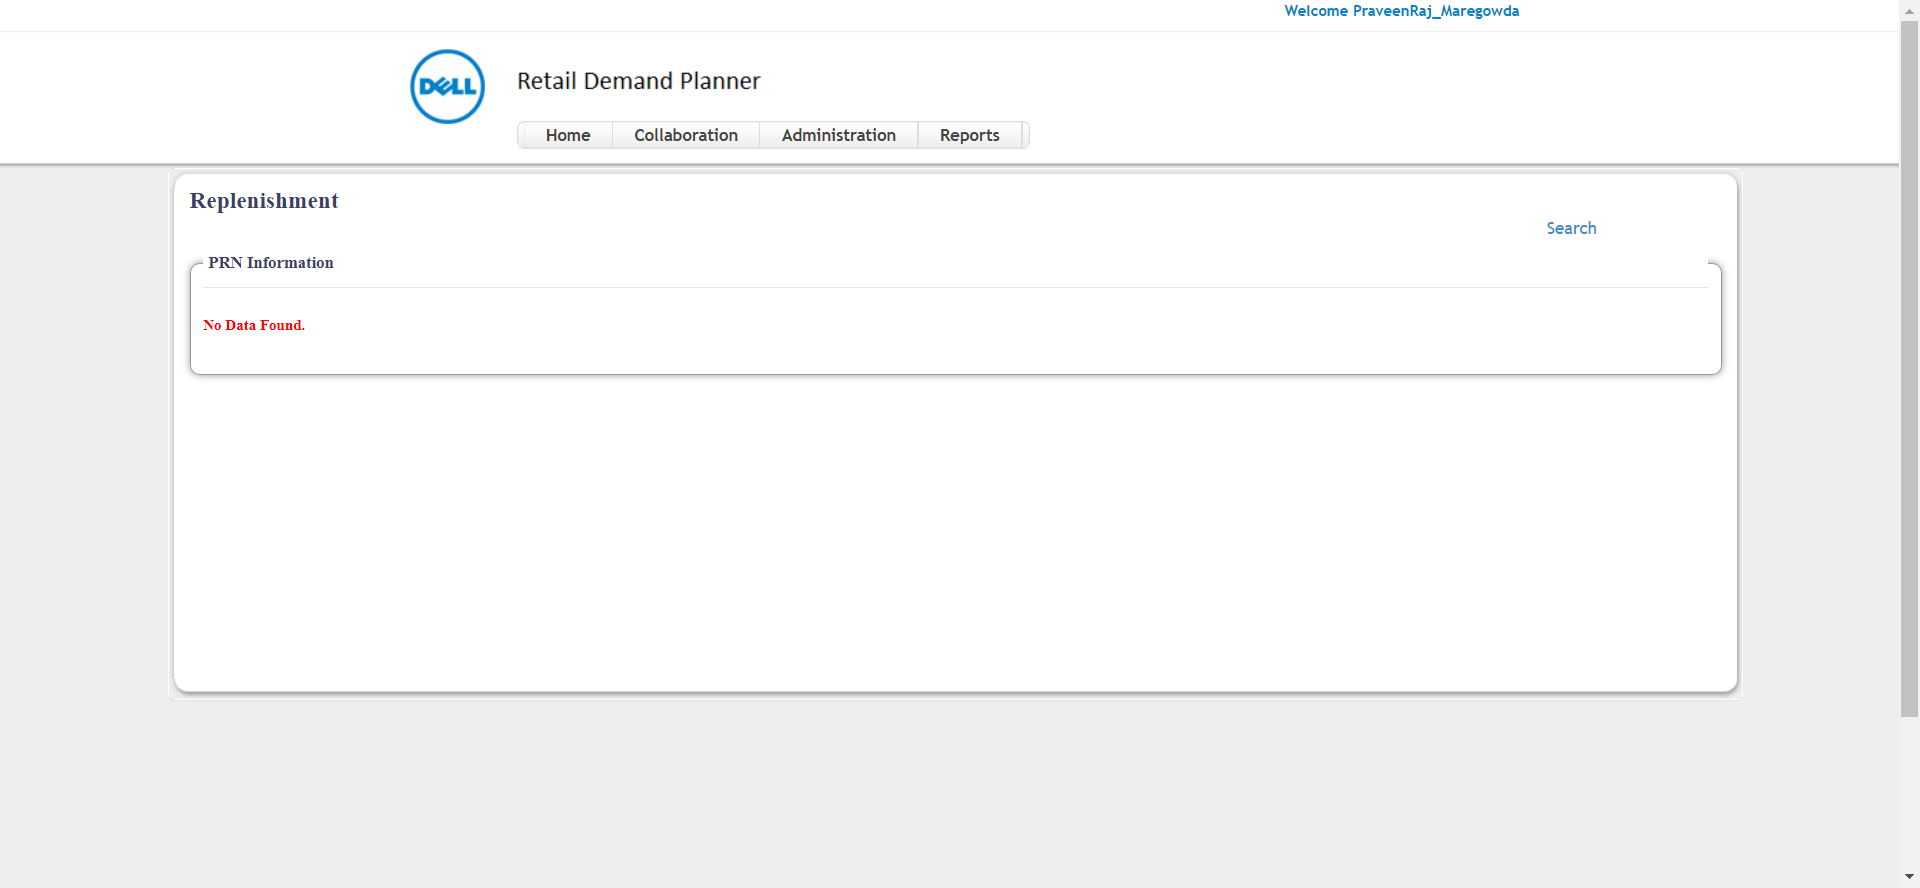 Welcome PraveenRaj_Maregowda
DELL
Retail Demand Planner
Home Collaboration Administration Reports
Replenishment
Search
PRN Information
No Data Found.